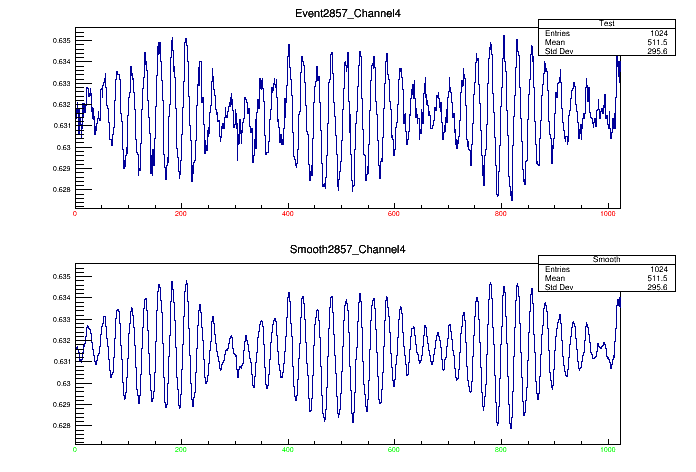 Event2857_Channel4
Test
Entries 1024
Mean 511.5
Std Dev 295.6
0.635
0.634
0.633
0.632
0.631
0.63
0.629
0.628
0 200 400 600 800 1000
Smooth2857_Channel4
Smooth
Entries 1024
Mean 511.5
Std Dev 295.6
0.635
0.634
0.633
0.632
0.631
0.63
0.629
0.628
0 200 400 600 800 1000